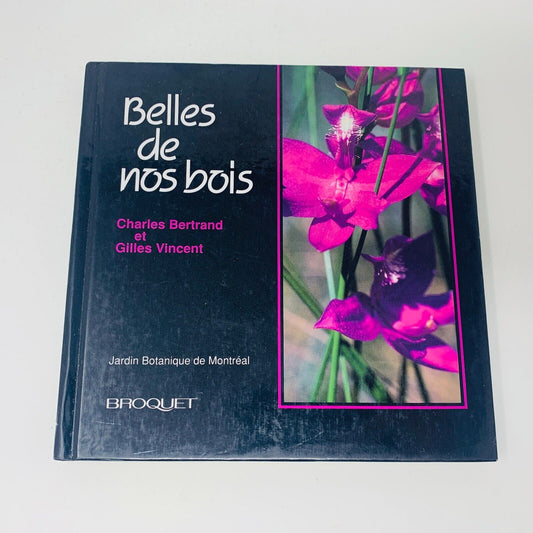 Belles
de
nos bois
Charles Bertrand
et
Gilles Vincent
Jardin Botanique de Montréal
BROQUET